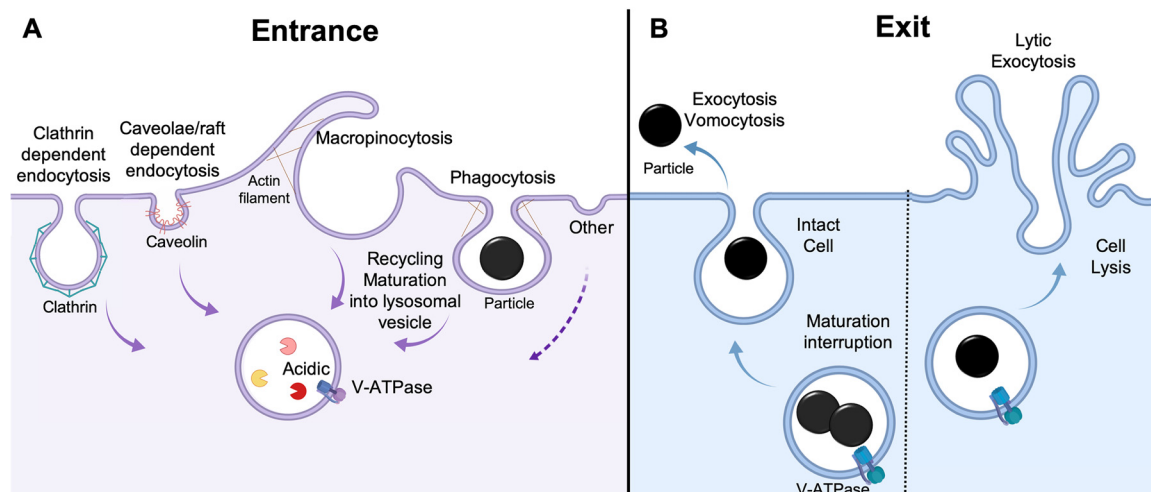 A
Entrance
Clathrin
dependent
endocytosis
Caveolae/raft
dependent
endocytosis
Macropinocytosis
Actin
filament
Phagocytosis
Other
Caveolin
Clathrin
Recycling
Maturation
into lysosomal
vesicle
Particle
Acidic
V-ATPase
B
Exit
Lytic
Exocytosis
Exocytosis
Vomocytosis
Particle
Intact
Cell
Cell
Lysis
Maturation
interruption
V-ATPase